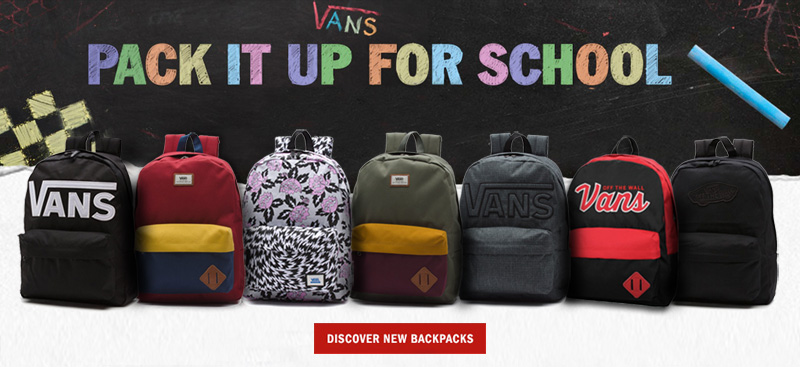 VANS
PACK IT UP FOR SCHOOL
VANS
VANS
OFF THE WALL
Vans
DISCOVER NEW BACKPACKS